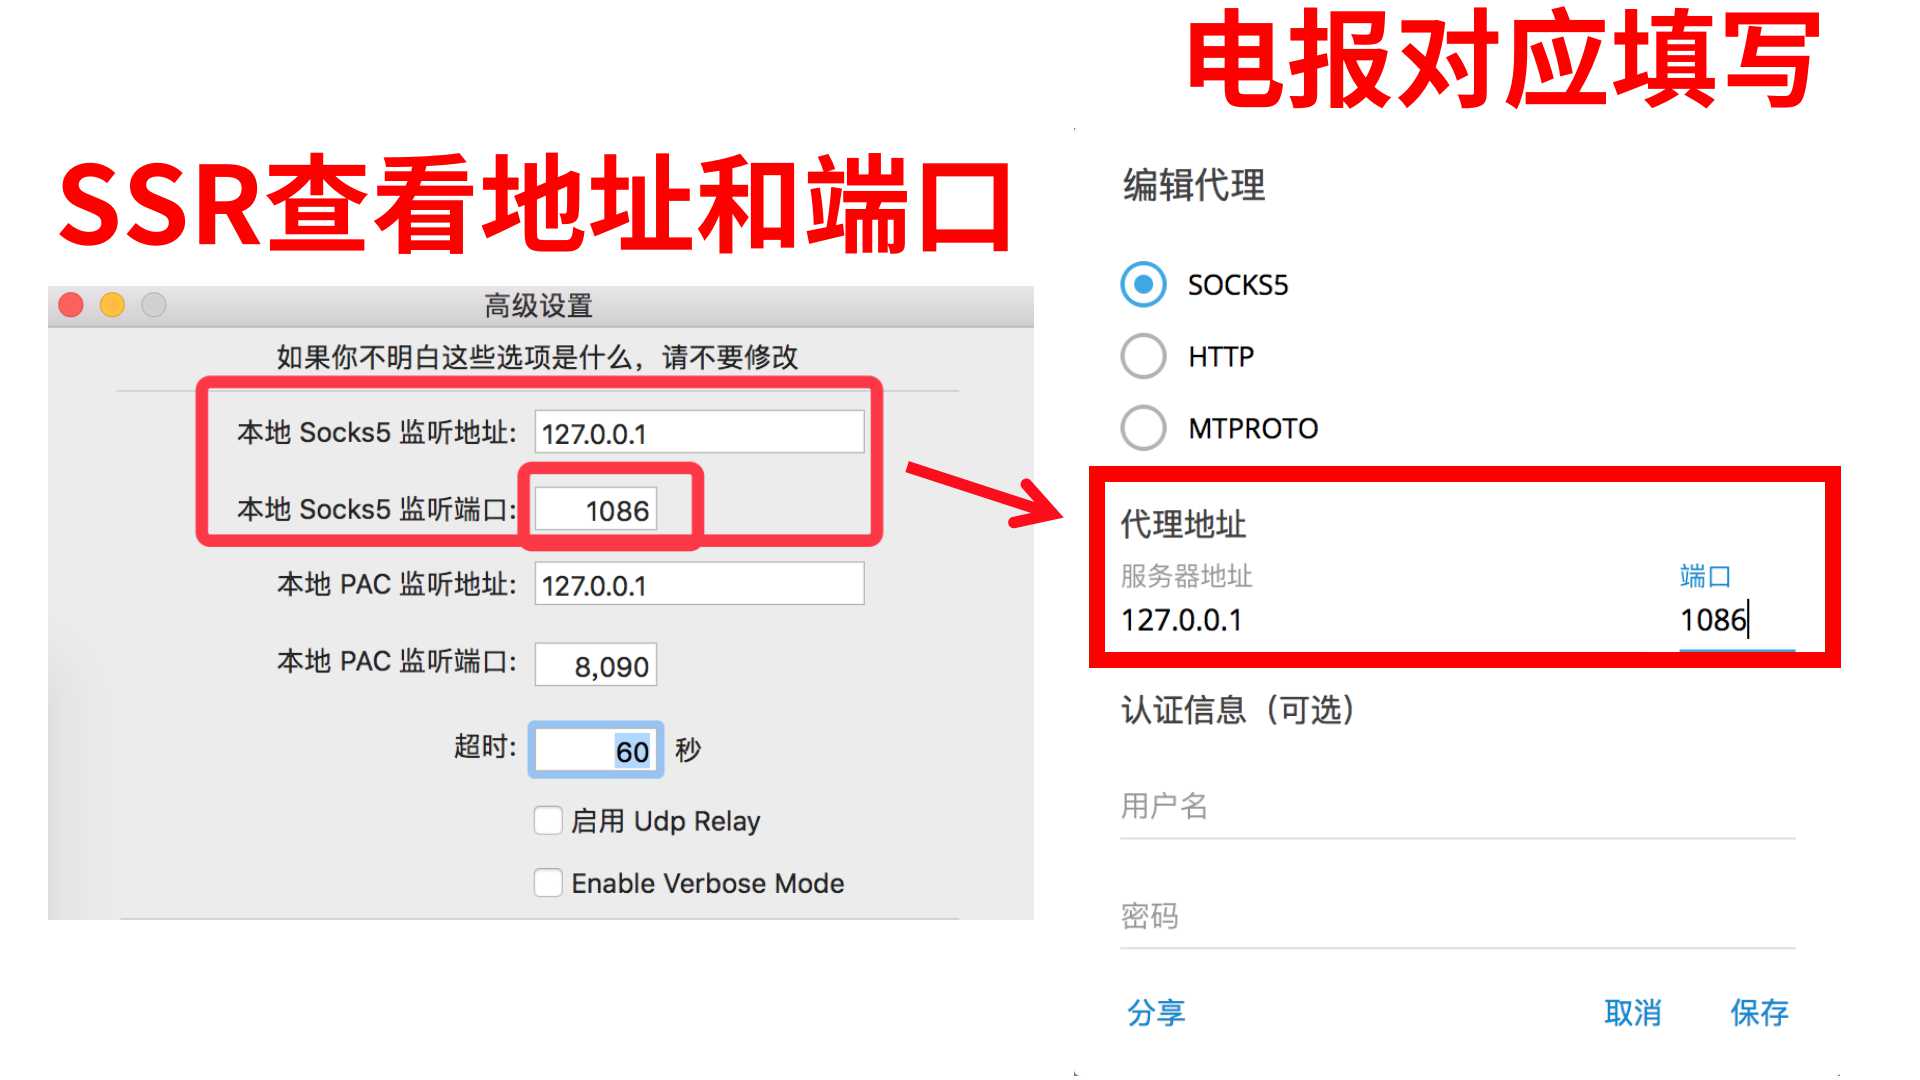 电报对应填写
SSR查看地址和端口
高级设置
如果你不明白这些选项是什么，请不要修改
本地 Socks5 监听地址: 127.0.0.1
本地 Socks5 监听端口: 1086
本地 PAC 监听地址: 127.0.0.1
本地 PAC 监听端口: 8,090
超时: 60 秒
启用 Udp Relay
Enable Verbose Mode
编辑代理
SOCKS5
HTTP
MTPROTO
代理地址
服务器地址 端口
127.0.0.1 1086
认证信息（可选）
用户名
密码
分享 取消 保存